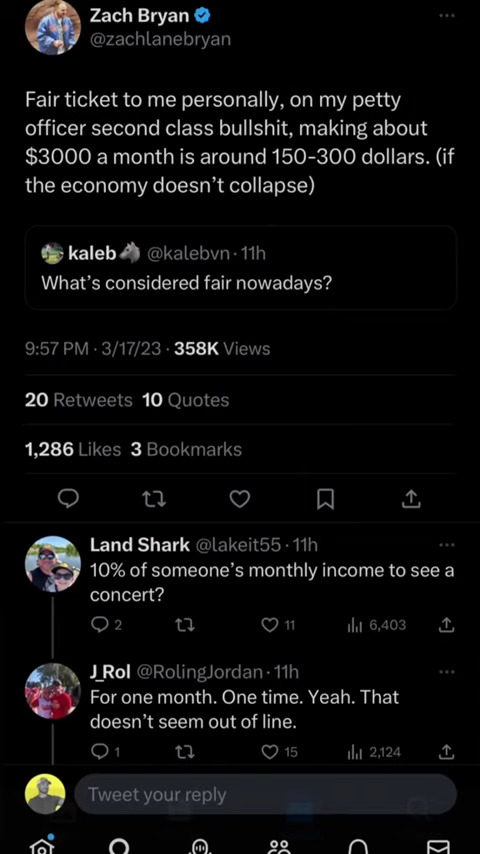 Zach Bryan
@zachlanebryan
Fair ticket to me personally, on my petty
officer second class bullshit, making about
$3000 a month is around 150-300 dollars. (if
the economy doesn't collapse)
kaleb @kalebvn · 11h
What's considered fair nowadays?
9:57 PM · 3/17/23 · 358K Views
20 Retweets 10 Quotes
1,286 Likes 3 Bookmarks
Land Shark @lakeit55 · 11h
10% of someone's monthly income to see a
concert?
2 11 6,403
J_Rol @RolingJordan · 11h
For one month. One time. Yeah. That
doesn't seem out of line.
1 15 2,124
Tweet your reply